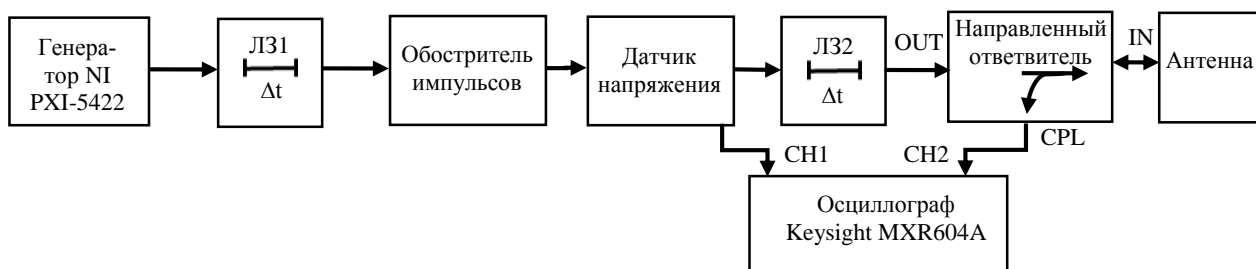 Генера-
тор NI
PXI-5422
ЛЗ1
Δt
Обостритель
импульсов
Датчик
напряжения
ЛЗ2
Δt
OUT
Направленный
ответвитель
IN
Антенна
CH1
CH2
CPL
Осциллограф
Keysight MXR604A